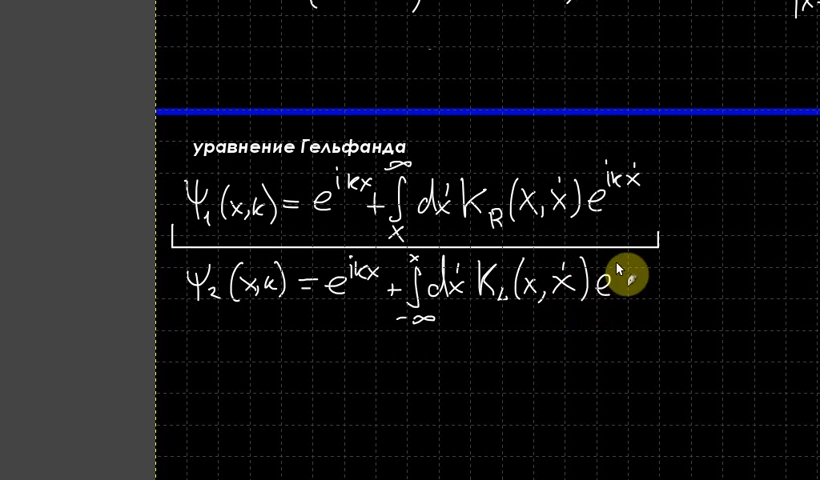 уравнение Гельфанда
ψ₁(x,k) = e^{ikx} + ∫_x^∞ dx' K_R(x,x') e^{ikx'}
ψ₂(x,k) = e^{ikx} + ∫_{-∞}^x dx' K_L(x,x') e